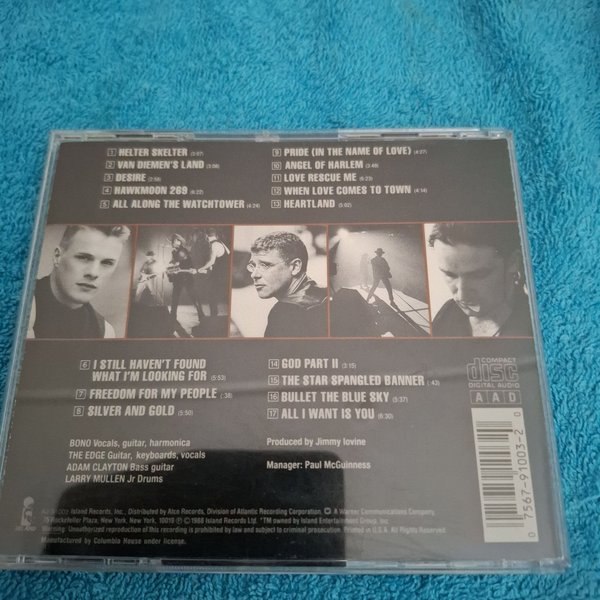 1 HELTER SKELTER (3:07)
2 VAN DIEMEN'S LAND (3:06)
3 DESIRE (2:58)
4 HAWKMOON 269 (6:22)
5 ALL ALONG THE WATCHTOWER (4:24)
9 PRIDE (IN THE NAME OF LOVE) (4:27)
10 ANGEL OF HARLEM (3:49)
11 LOVE RESCUE ME (6:23)
12 WHEN LOVE COMES TO TOWN (4:14)
13 HEARTLAND (5:02)
6 I STILL HAVEN'T FOUND
WHAT I'M LOOKING FOR (5:53)
7 FREEDOM FOR MY PEOPLE (:38)
8 SILVER AND GOLD (5:50)
14 GOD PART II (3:15)
15 THE STAR SPANGLED BANNER (:43)
16 BULLET THE BLUE SKY (5:37)
17 ALL I WANT IS YOU (6:30)
COMPACT
disc
DIGITAL AUDIO
AAD
BONO Vocals, guitar, harmonica
THE EDGE Guitar, keyboards, vocals
ADAM CLAYTON Bass guitar
LARRY MULLEN Jr Drums
Produced by Jimmy Iovine
Manager: Paul McGuinness
0 7567-91003-2 0
Island Records, Inc., Distributed by Atco Records, Division of Atlantic Recording Corporation. A Warner Communications Company.
75 Rockefeller Plaza, New York, New York, 10019 ℗ © 1988 Island Records Ltd. *TM owned by Island Entertainment Group, Inc.
Warning: Unauthorized reproduction of this recording is prohibited by law and subject to criminal prosecution. Printed in U.S.A. All Rights Reserved.
Manufactured by Columbia House under license.